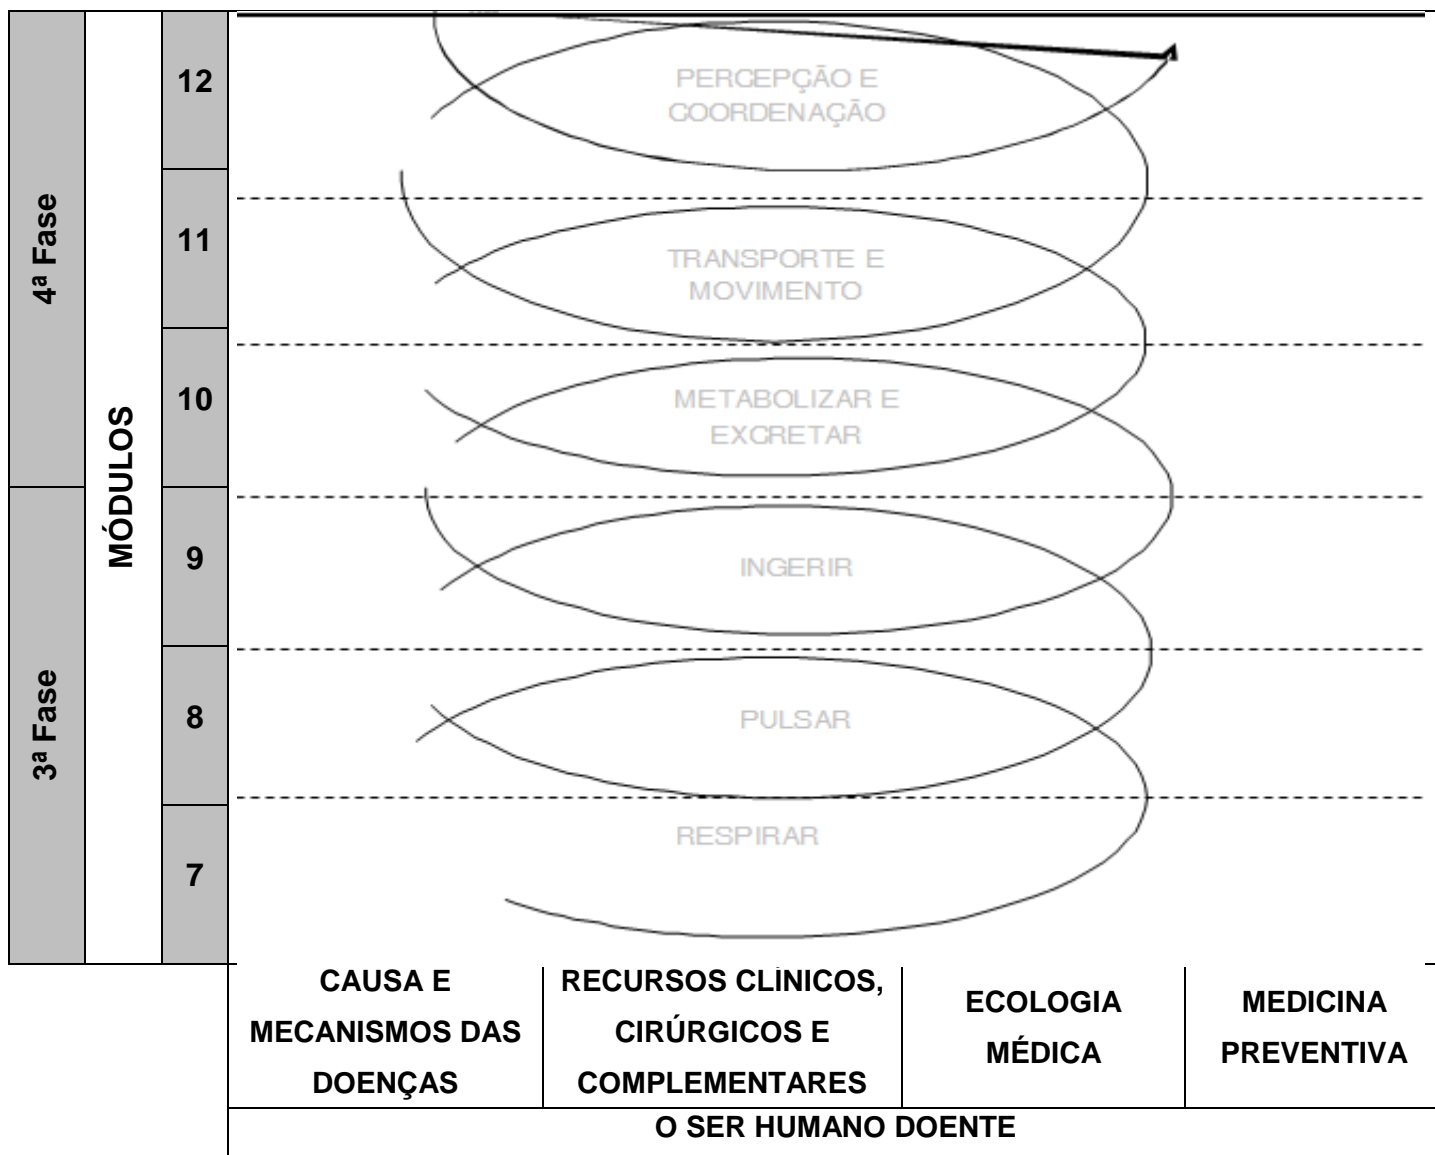 4ª Fase
3ª Fase
MÓDULOS
12
PERCEPÇÃO E
COORDENAÇÃO
11
TRANSPORTE E
MOVIMENTO
10
METABOLIZAR E
EXCRETAR
9
INGERIR
8
PULSAR
7
RESPIRAR
CAUSA E
MECANISMOS DAS
DOENÇAS
RECURSOS CLÍNICOS,
CIRÚRGICOS E
COMPLEMENTARES
ECOLOGIA
MÉDICA
MEDICINA
PREVENTIVA
O SER HUMANO DOENTE